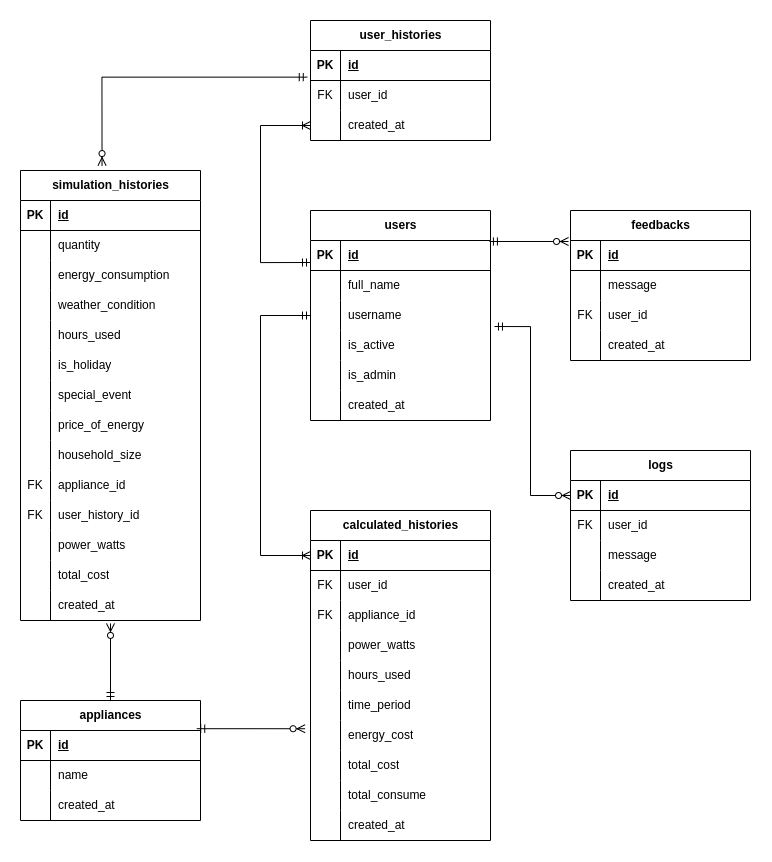 user_histories
PK id
FK user_id
created_at
simulation_histories
PK id
quantity
energy_consumption
weather_condition
hours_used
is_holiday
special_event
price_of_energy
household_size
FK appliance_id
FK user_history_id
power_watts
total_cost
created_at
users
PK id
full_name
username
is_active
is_admin
created_at
feedbacks
PK id
message
FK user_id
created_at
logs
PK id
FK user_id
message
created_at
calculated_histories
PK id
FK user_id
FK appliance_id
power_watts
hours_used
time_period
energy_cost
total_cost
total_consume
created_at
appliances
PK id
name
created_at